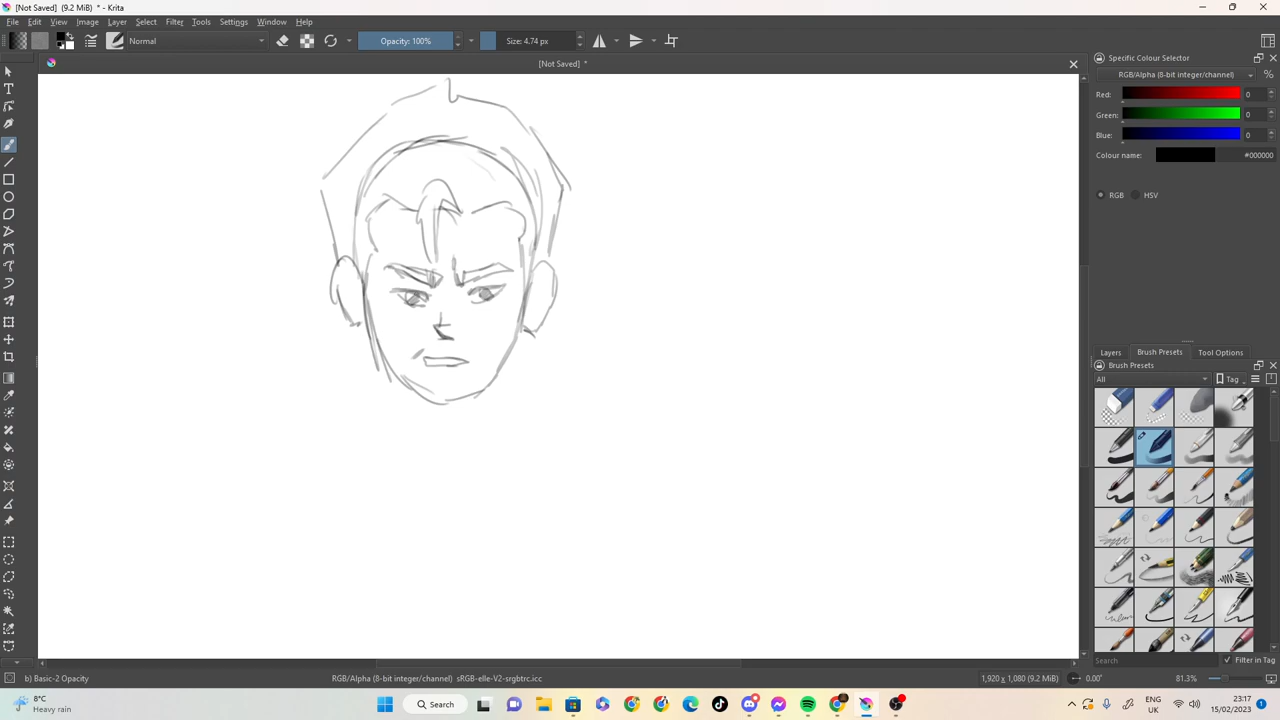 [Not Saved]  (9.2 MiB)  * - Krita
File Edit View Image Layer Select Filter Tools Settings Window Help
Normal Opacity: 100% Size: 4.74 px
[Not Saved]  *
Specific Colour Selector
RGB/Alpha (8-bit integer/channel) %
Red: 0
Green: 0
Blue: 0
Colour name: #000000
RGB HSV
Layers Brush Presets Tool Options
Brush Presets
All Tag
Search Filter in Tag
b) Basic-2 Opacity RGB/Alpha (8-bit integer/channel)  sRGB-elle-V2-srgbtrc.icc 1,920 x 1,080 (9.2 MiB) 0.00° 81.3%
8°C
Heavy rain
Search
ENG
UK
23:17
15/02/2023